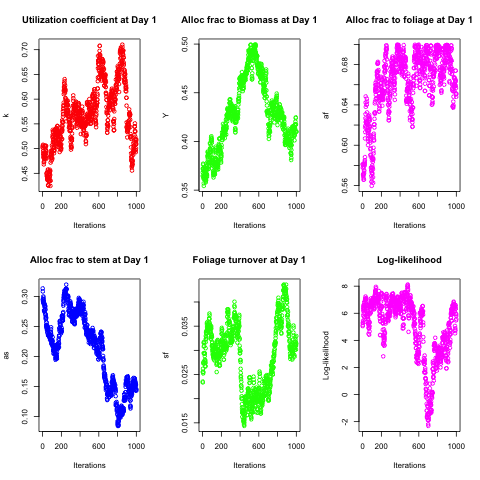 Utilization coefficient at Day 1
Alloc frac to Biomass at Day 1
Alloc frac to foliage at Day 1
k
0.45 0.50 0.55 0.60 0.65 0.70
0 200 600 1000
Iterations
Y
0.35 0.40 0.45 0.50
0 200 600 1000
Iterations
af
0.56 0.60 0.64 0.68
0 200 600 1000
Iterations
Alloc frac to stem at Day 1
Foliage turnover at Day 1
Log-likelihood
as
0.10 0.15 0.20 0.25 0.30
0 200 600 1000
Iterations
sf
0.015 0.025 0.035
0 200 600 1000
Iterations
Log-likelihood
-2 0 2 4 6 8
0 200 600 1000
Iterations